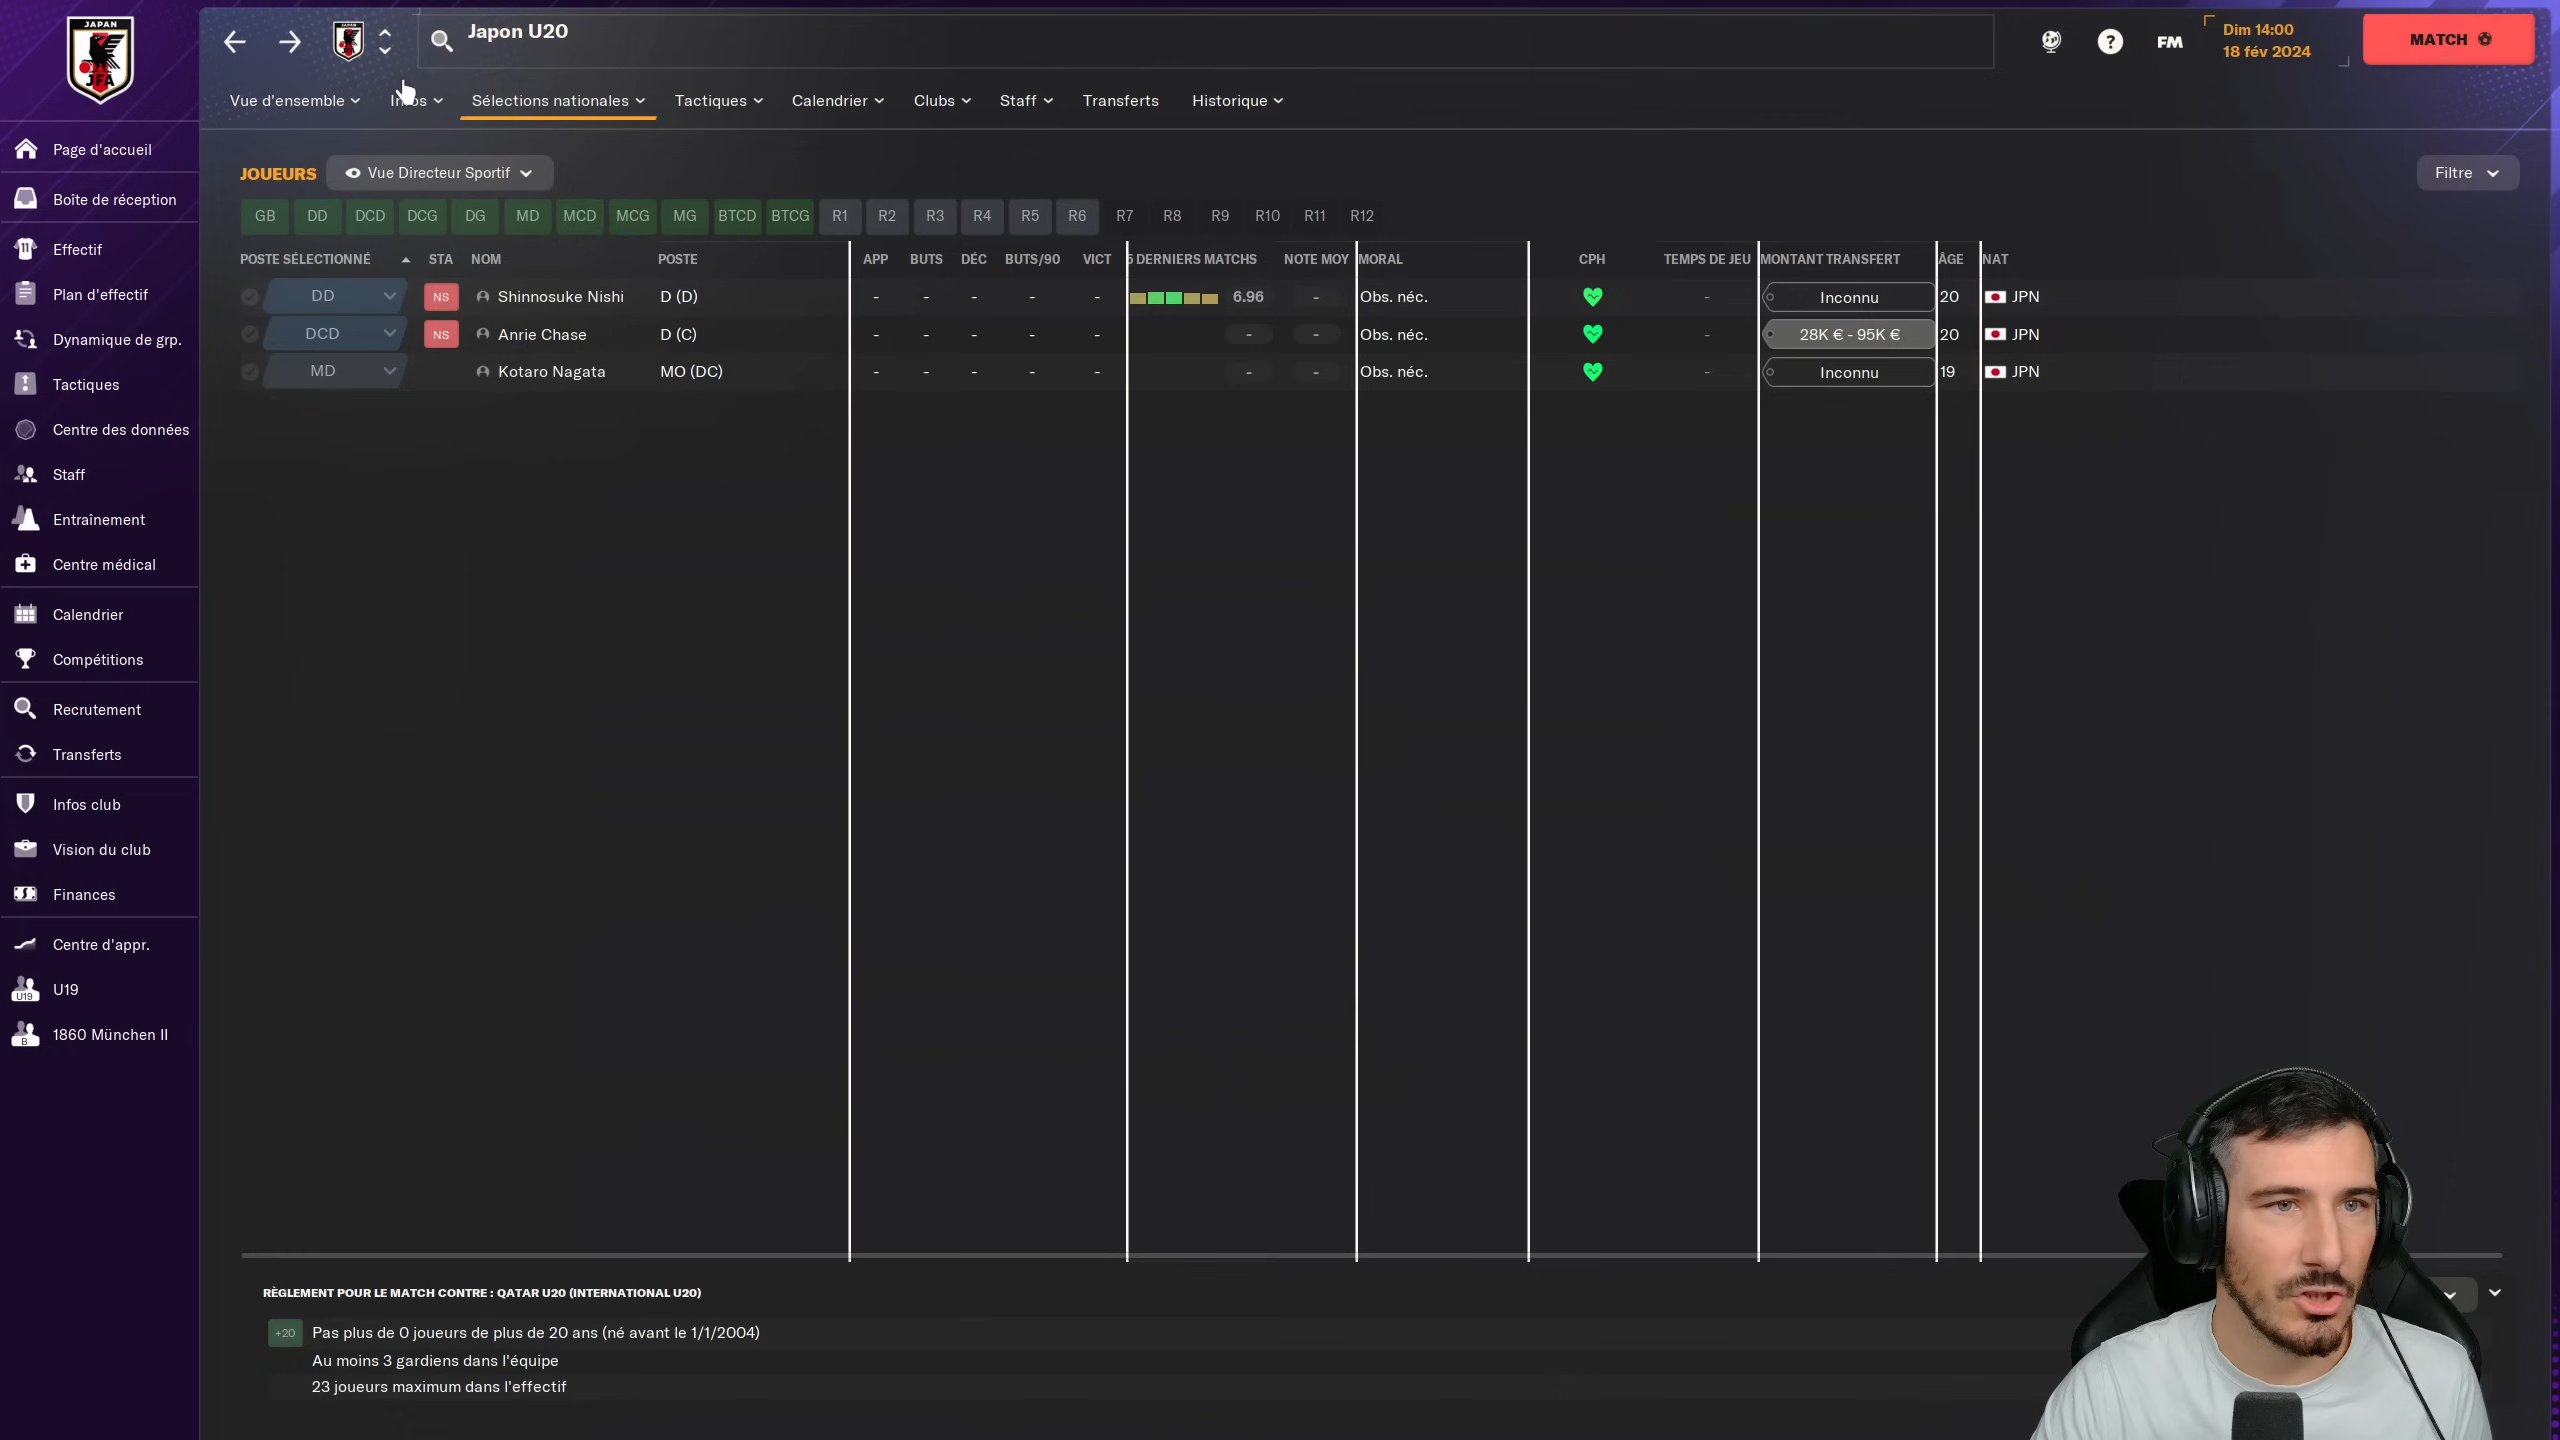 JAPAN
JFA
Japon U20
FM
Dim 14:00
18 fév 2024
MATCH
Vue d'ensemble
Infos
Sélections nationales
Tactiques
Calendrier
Clubs
Staff
Transferts
Historique
Page d'accueil
Boîte de réception
Effectif
Plan d'effectif
Dynamique de grp.
Tactiques
Centre des données
Staff
Entraînement
Centre médical
Calendrier
Compétitions
Recrutement
Transferts
Infos club
Vision du club
Finances
Centre d'appr.
U19
U19
B
1860 München II
JOUEURS
Vue Directeur Sportif
Filtre
GB DD DCD DCG DG MD MCD MCG MG BTCD BTCG R1 R2 R3 R4 R5 R6 R7 R8 R9 R10 R11 R12
POSTE SÉLECTIONNÉ STA NOM POSTE APP BUTS DÉC BUTS/90 VICT 5 DERNIERS MATCHS NOTE MOY MORAL CPH TEMPS DE JEU MONTANT TRANSFERT ÂGE NAT
DD NS Shinnosuke Nishi D (D) - - - - - 6.96 - Obs. néc. - Inconnu 20 JPN
DCD NS Anrie Chase D (C) - - - - - - - Obs. néc. - 28K € - 95K € 20 JPN
MD Kotaro Nagata MO (DC) - - - - - - - Obs. néc. - Inconnu 19 JPN
RÈGLEMENT POUR LE MATCH CONTRE : QATAR U20 (INTERNATIONAL U20)
+20 Pas plus de 0 joueurs de plus de 20 ans (né avant le 1/1/2004)
Au moins 3 gardiens dans l'équipe
23 joueurs maximum dans l'effectif